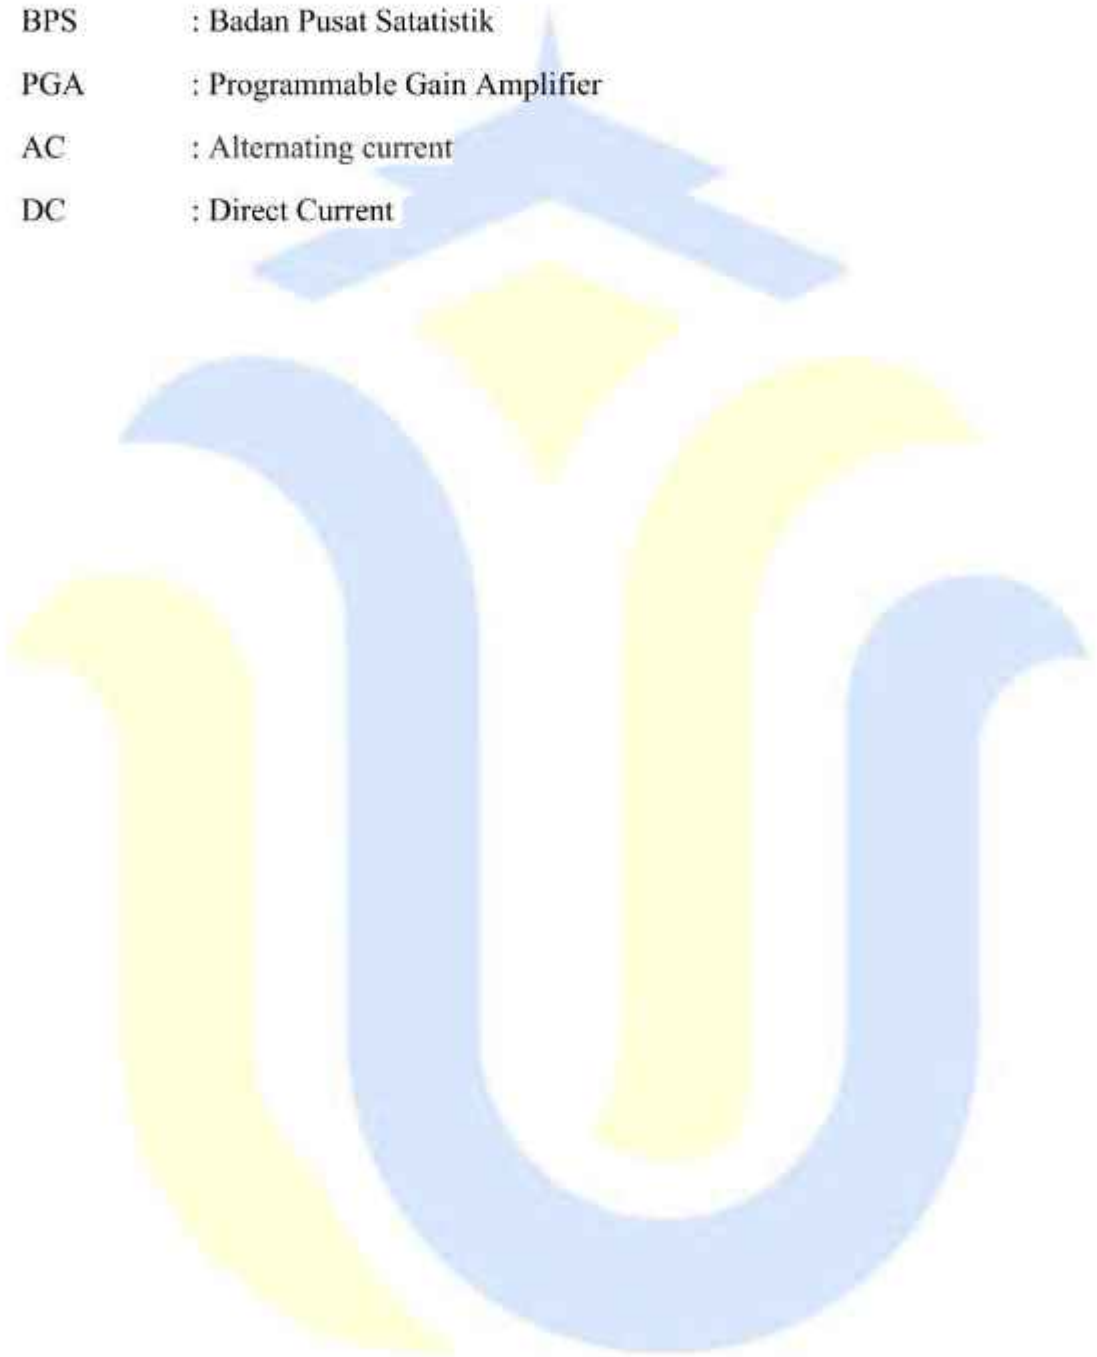 BPS : Badan Pusat Satatistik
PGA : Programmable Gain Amplifier
AC : Alternating current
DC : Direct Current